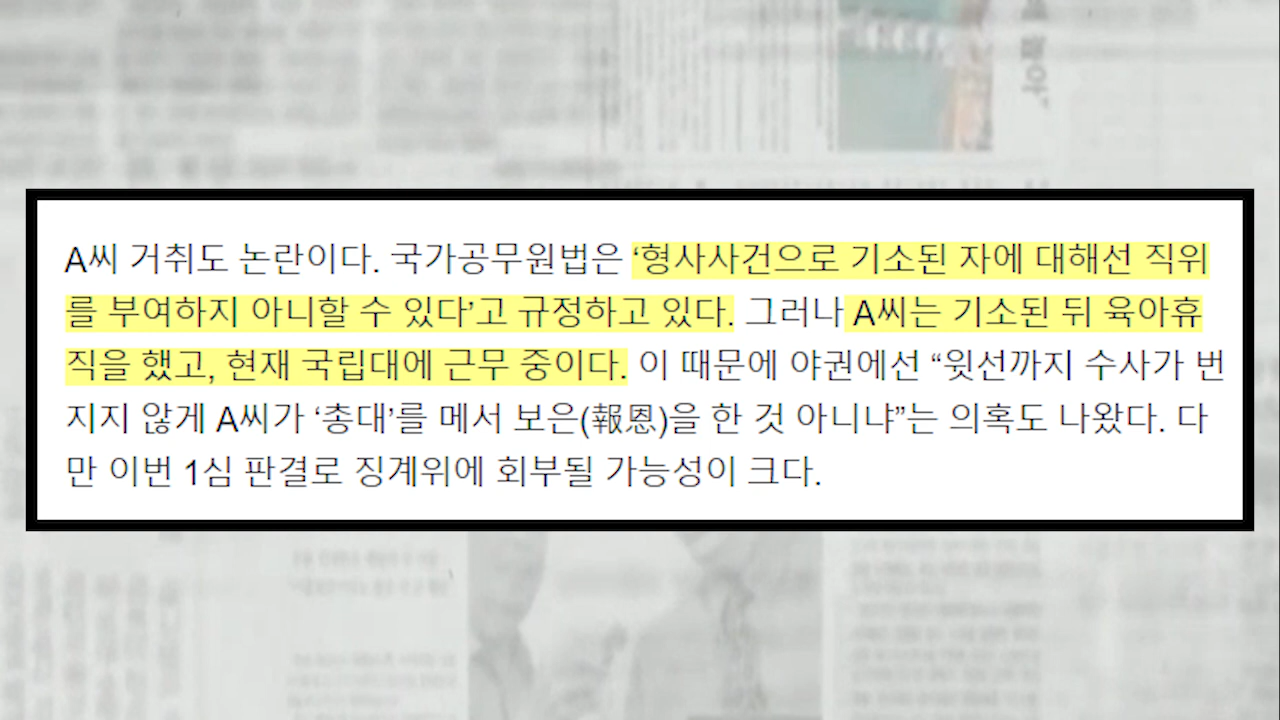 A씨 거취도 논란이다. 국가공무원법은 ‘형사사건으로 기소된 자에 대해선 직위
를 부여하지 아니할 수 있다’고 규정하고 있다. 그러나 A씨는 기소된 뒤 육아휴
직을 했고, 현재 국립대에 근무 중이다. 이 때문에 야권에선 “윗선까지 수사가 번
지지 않게 A씨가 ‘총대’를 메서 보은(報恩)을 한 것 아니냐”는 의혹도 나왔다. 다
만 이번 1심 판결로 징계위에 회부될 가능성이 크다.